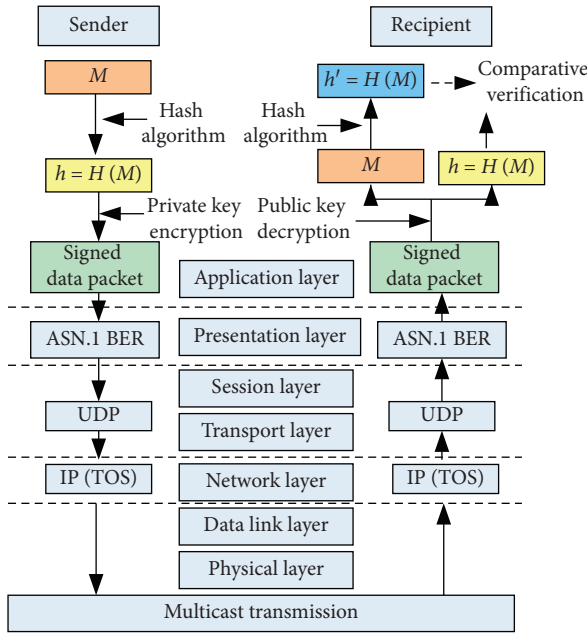 Sender
Recipient
M
h′ = H (M)
Comparative
verification
Hash
algorithm
Hash
algorithm
h = H (M)
M
h = H (M)
Private key
encryption
Public key
decryption
Signed
data packet
Signed
data packet
Application layer
ASN.1 BER
Presentation layer
ASN.1 BER
Session layer
UDP
UDP
Transport layer
IP (TOS)
Network layer
IP (TOS)
Data link layer
Physical layer
Multicast transmission